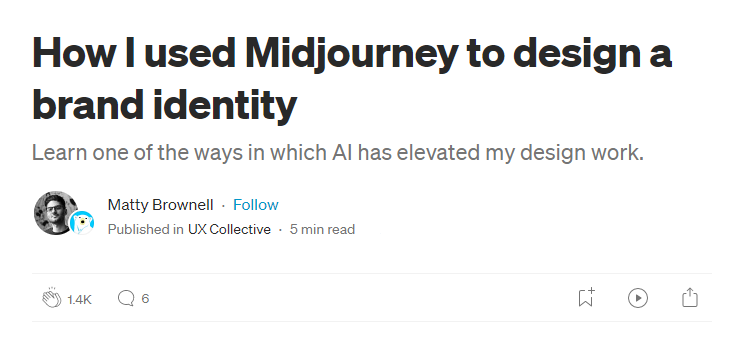 How I used Midjourney to design a
brand identity
Learn one of the ways in which AI has elevated my design work.
Matty Brownell · Follow
Published in UX Collective · 5 min read
1.4K 6